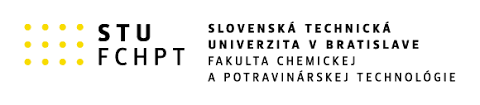 STU
FCHPT
SLOVENSKÁ TECHNICKÁ
UNIVERZITA V BRATISLAVE
FAKULTA CHEMICKEJ
A POTRAVINÁRSKEJ TECHNOLÓGIE